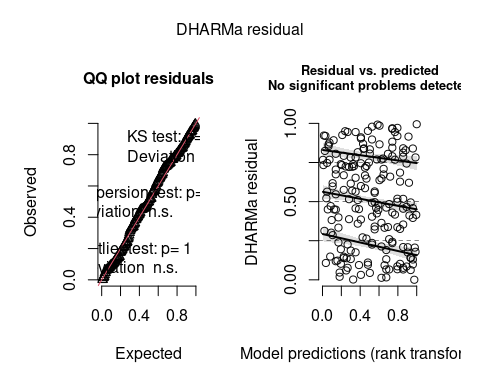 DHARMa residual
QQ plot residuals
KS test: p=
Deviation
persion test: p=
viation n.s.
tlier test: p= 1
viation n.s.
Observed
0.0
0.4
0.8
0.0 0.4 0.8
Expected
Residual vs. predicted
No significant problems detecte
DHARMa residual
0.00
0.50
1.00
0.0 0.4 0.8
Model predictions (rank transfor